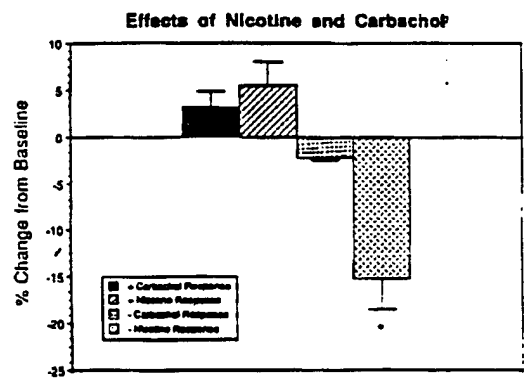 Effects of Nicotine and Carbachol
% Change from Baseline
10
5
0
-5
-10
-15
-20
-25
+ Carbachol Response
+ Nicotine Response
- Carbachol Response
- Nicotine Response